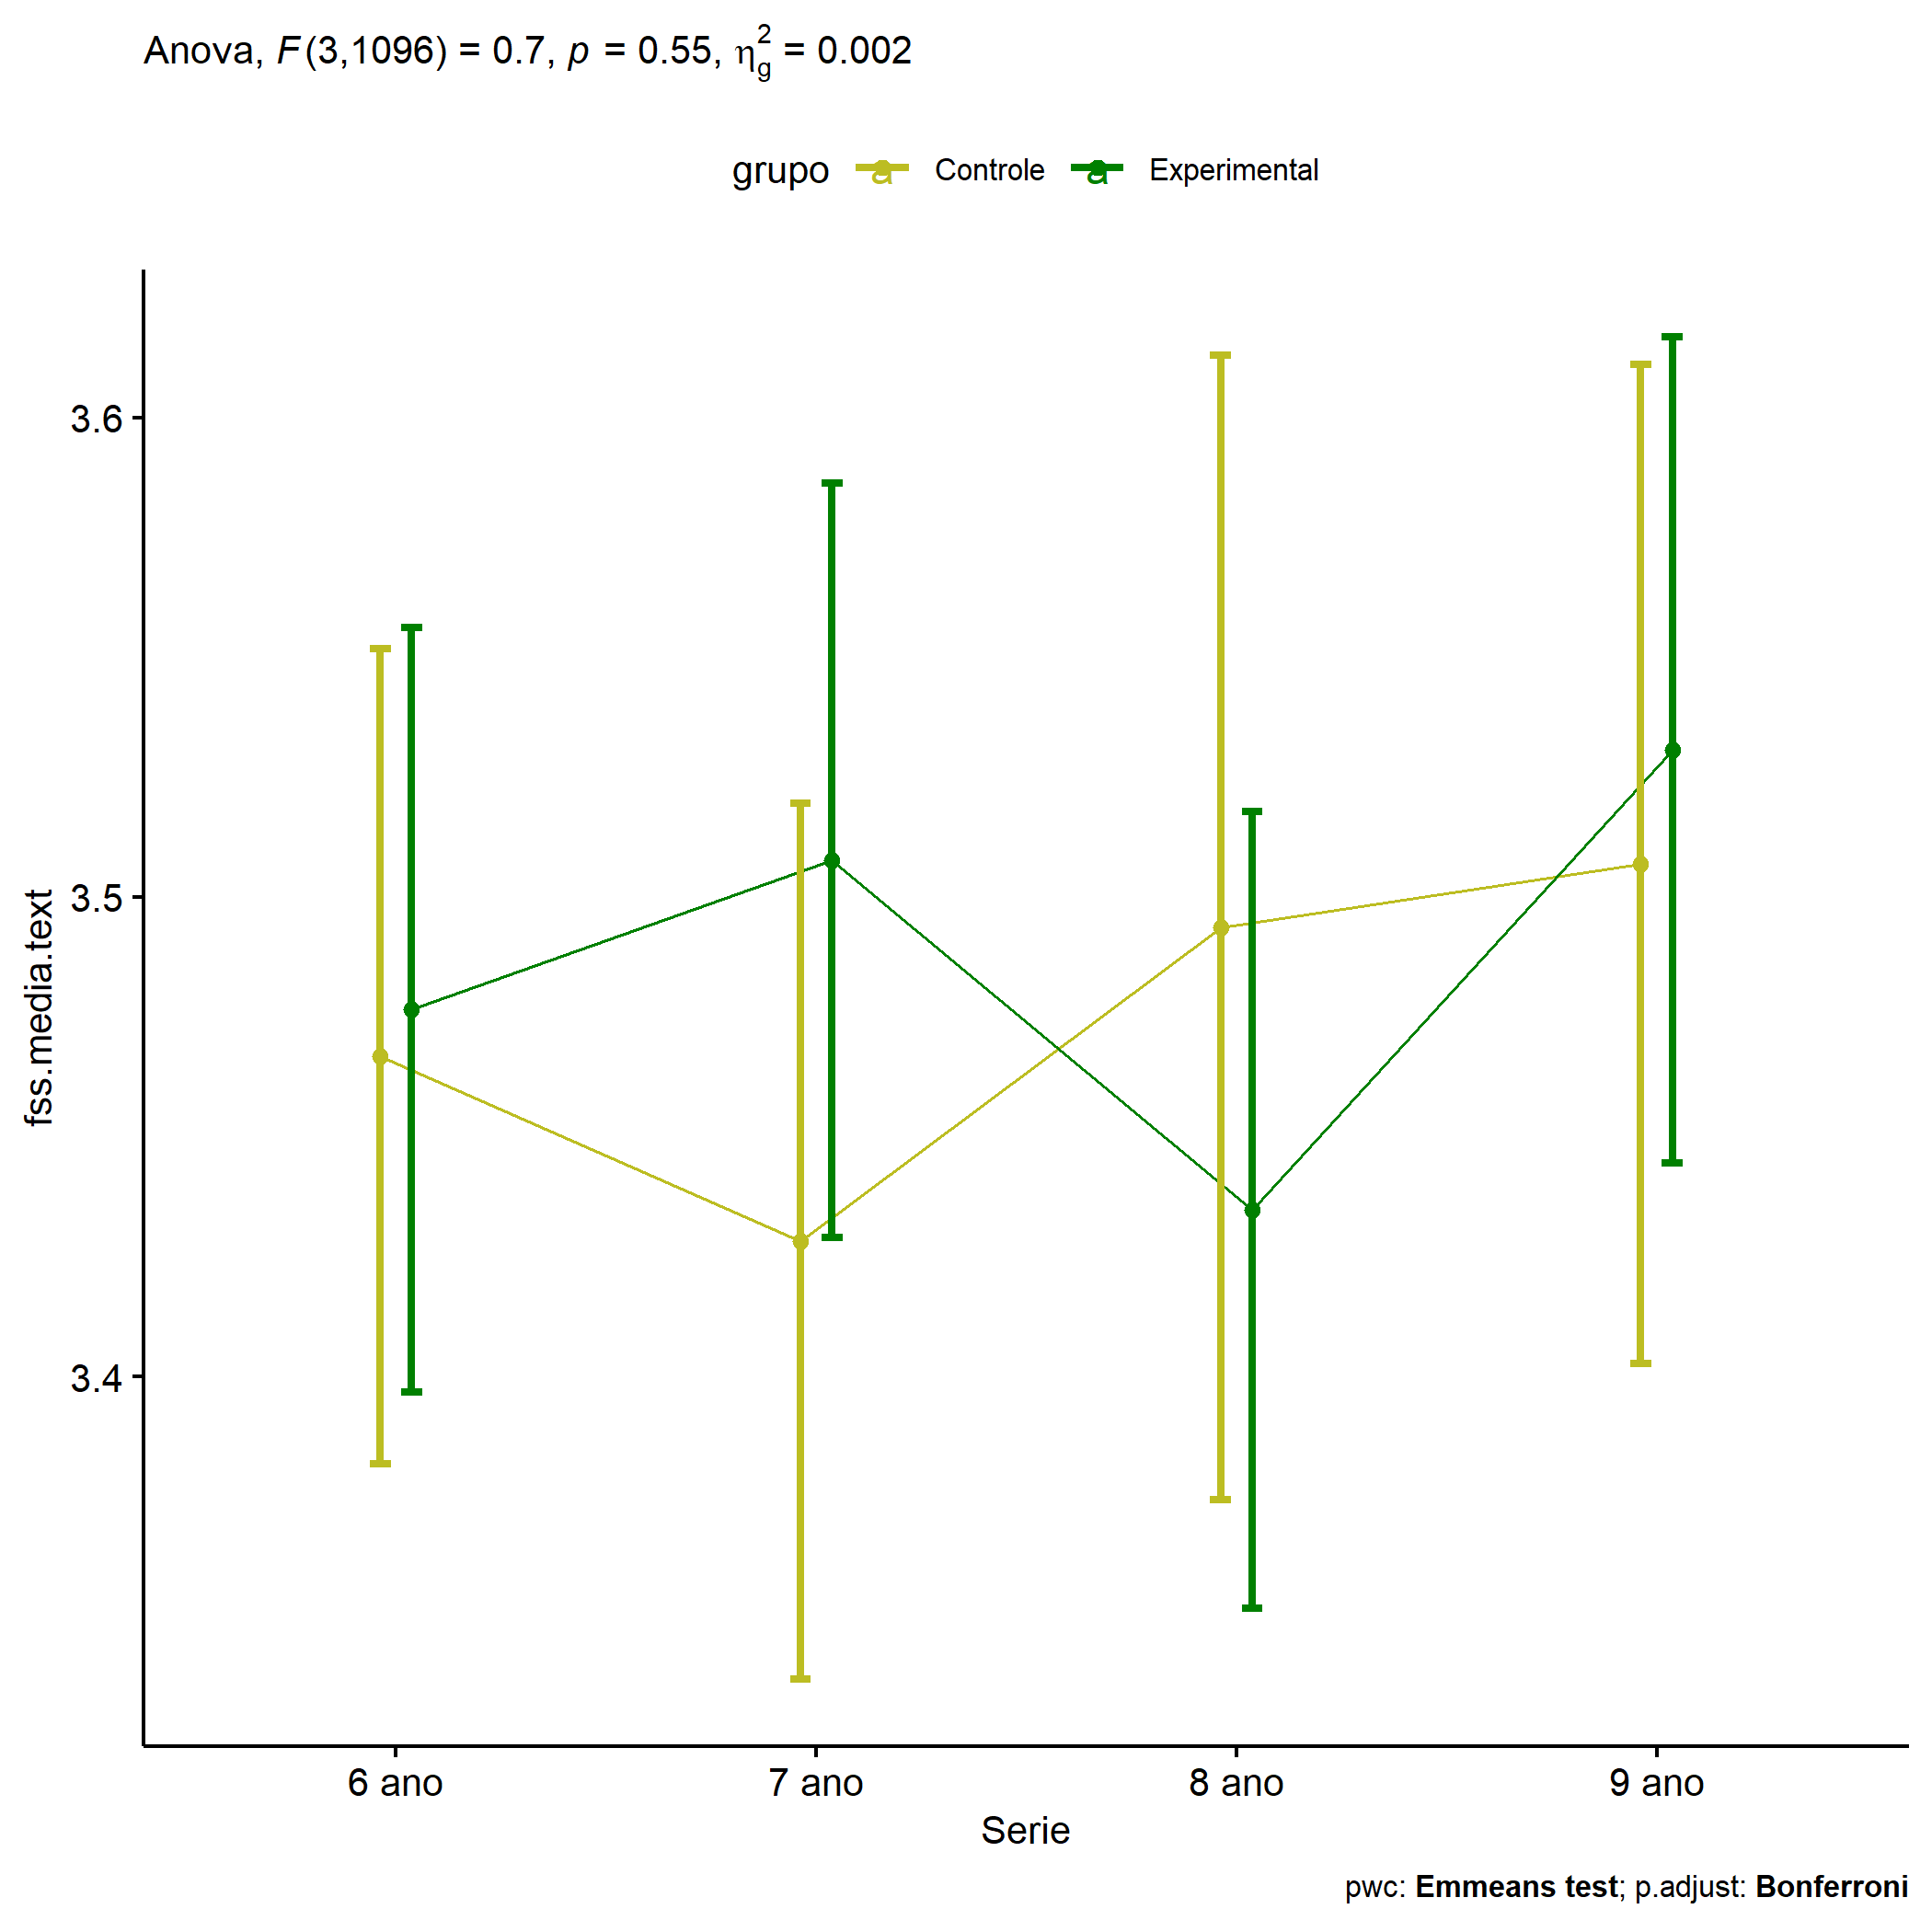 Anova, F(3,1096) = 0.7, p = 0.55, η²g = 0.002
grupo a Controle a Experimental
3.6
3.5
3.4
fss.media.text
6 ano 7 ano 8 ano 9 ano
Serie
pwc: Emmeans test; p.adjust: Bonferroni